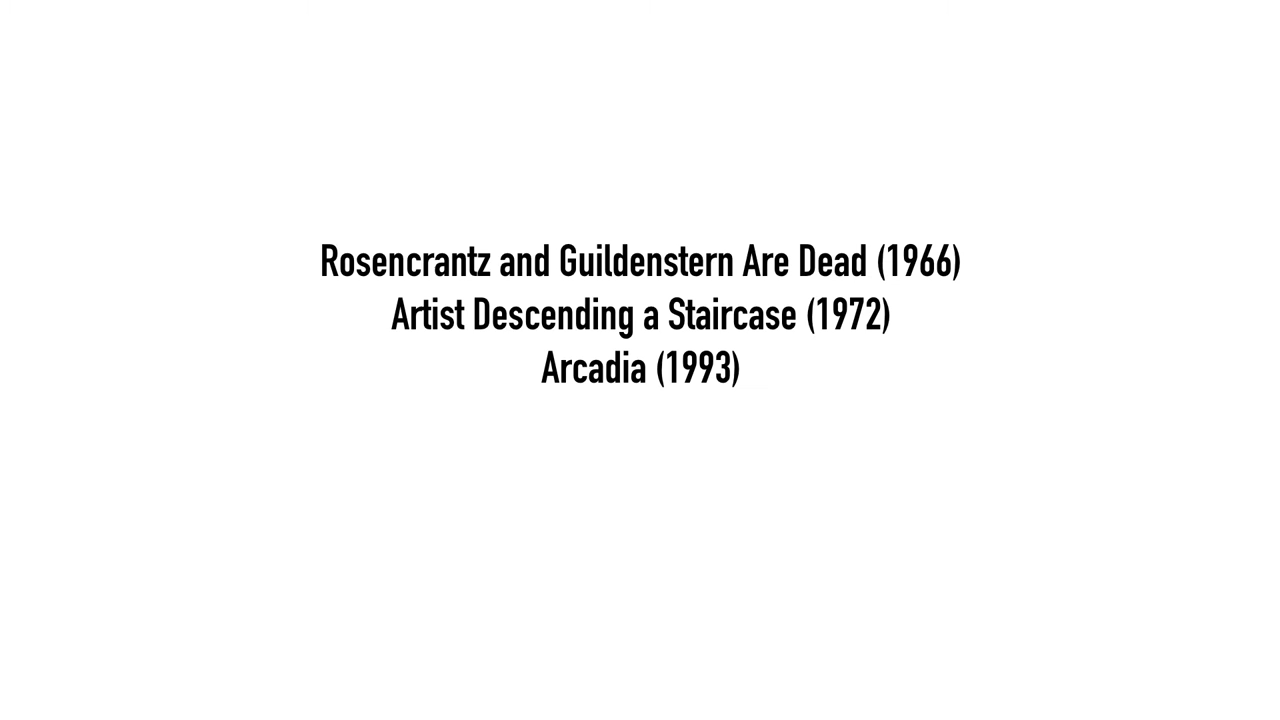 Rosencrantz and Guildenstern Are Dead (1966)
Artist Descending a Staircase (1972)
Arcadia (1993)